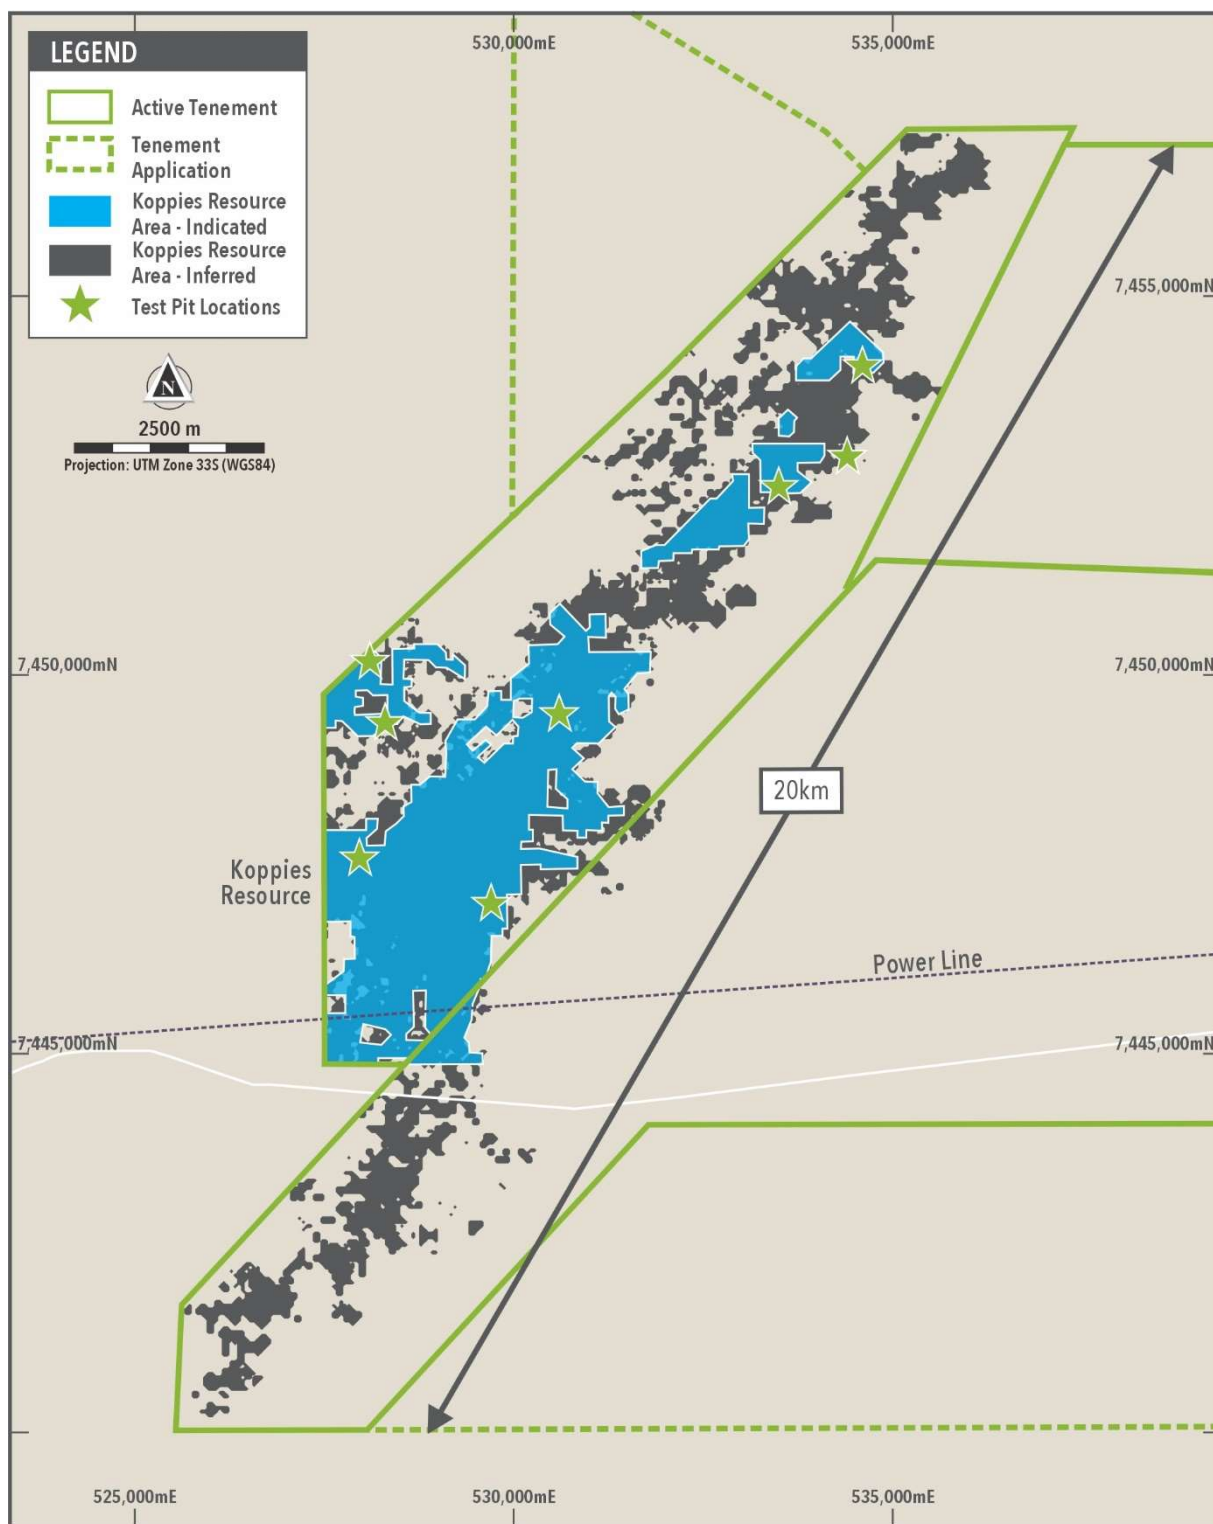 530,000mE
535,000mE
LEGEND
Active Tenement
Tenement
Application
Koppies Resource
Area - Indicated
Koppies Resource
Area - Inferred
Test Pit Locations
N
2500 m
Projection: UTM Zone 33S (WGS84)
7,455,000mN
7,450,000mN
7,450,000mN
20km
Koppies
Resource
Power Line
7,445,000mN
7,445,000mN
525,000mE
530,000mE
535,000mE